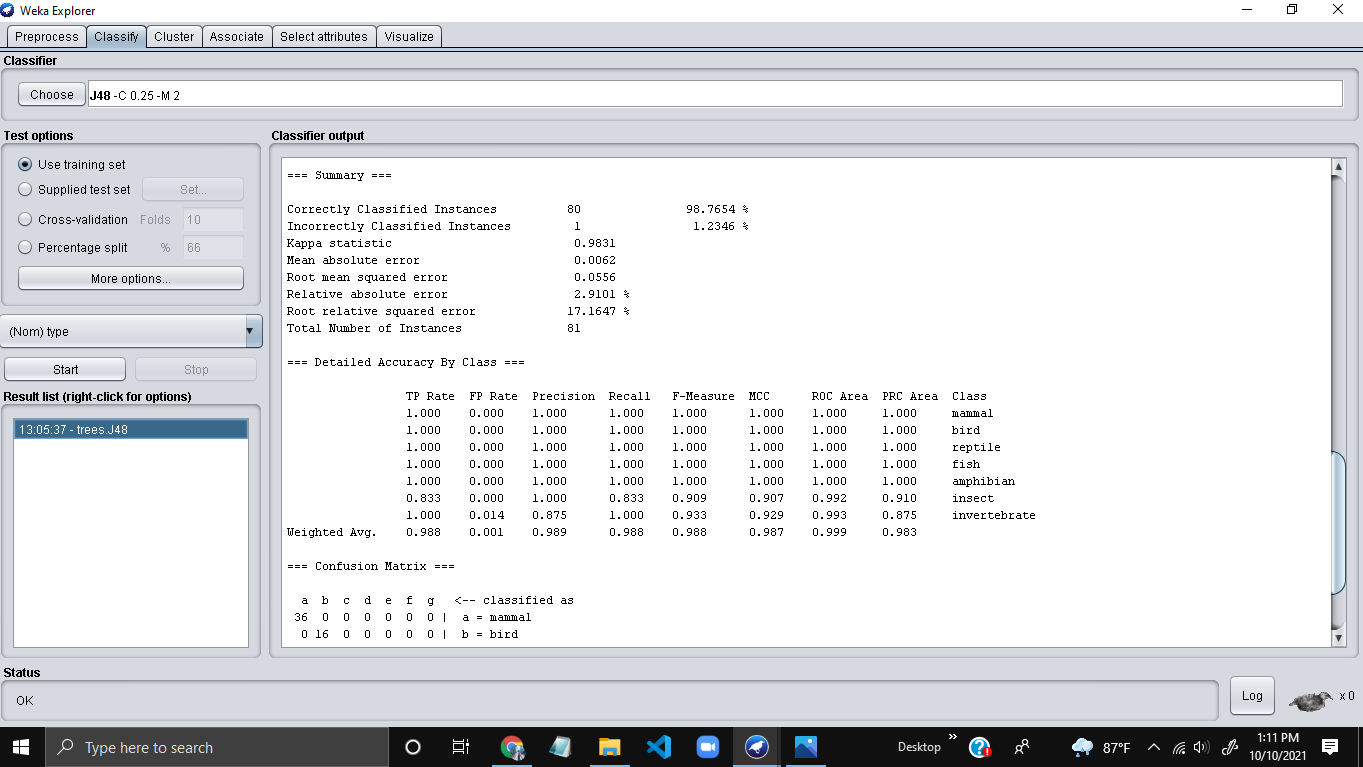 Weka Explorer
Preprocess Classify Cluster Associate Select attributes Visualize
Classifier
Choose J48 -C 0.25 -M 2
Test options
Use training set
Supplied test set Set...
Cross-validation Folds 10
Percentage split % 66
More options...
(Nom) type
Start Stop
Result list (right-click for options)
13:05:37 - trees.J48
Classifier output
=== Summary ===
Correctly Classified Instances 80 98.7654 %
Incorrectly Classified Instances 1 1.2346 %
Kappa statistic 0.9831
Mean absolute error 0.0062
Root mean squared error 0.0556
Relative absolute error 2.9101 %
Root relative squared error 17.1647 %
Total Number of Instances 81
=== Detailed Accuracy By Class ===
TP Rate FP Rate Precision Recall F-Measure MCC ROC Area PRC Area Class
1.000 0.000 1.000 1.000 1.000 1.000 1.000 1.000 mammal
1.000 0.000 1.000 1.000 1.000 1.000 1.000 1.000 bird
1.000 0.000 1.000 1.000 1.000 1.000 1.000 1.000 reptile
1.000 0.000 1.000 1.000 1.000 1.000 1.000 1.000 fish
1.000 0.000 1.000 1.000 1.000 1.000 1.000 1.000 amphibian
0.833 0.000 1.000 0.833 0.909 0.907 0.992 0.910 insect
1.000 0.014 0.875 1.000 0.933 0.929 0.993 0.875 invertebrate
Weighted Avg. 0.988 0.001 0.989 0.988 0.988 0.987 0.999 0.983
=== Confusion Matrix ===
a b c d e f g <-- classified as
36 0 0 0 0 0 0 | a = mammal
0 16 0 0 0 0 0 | b = bird
Status
OK
Log
x 0
Type here to search
Desktop
»
87°F
1:11 PM
10/10/2021